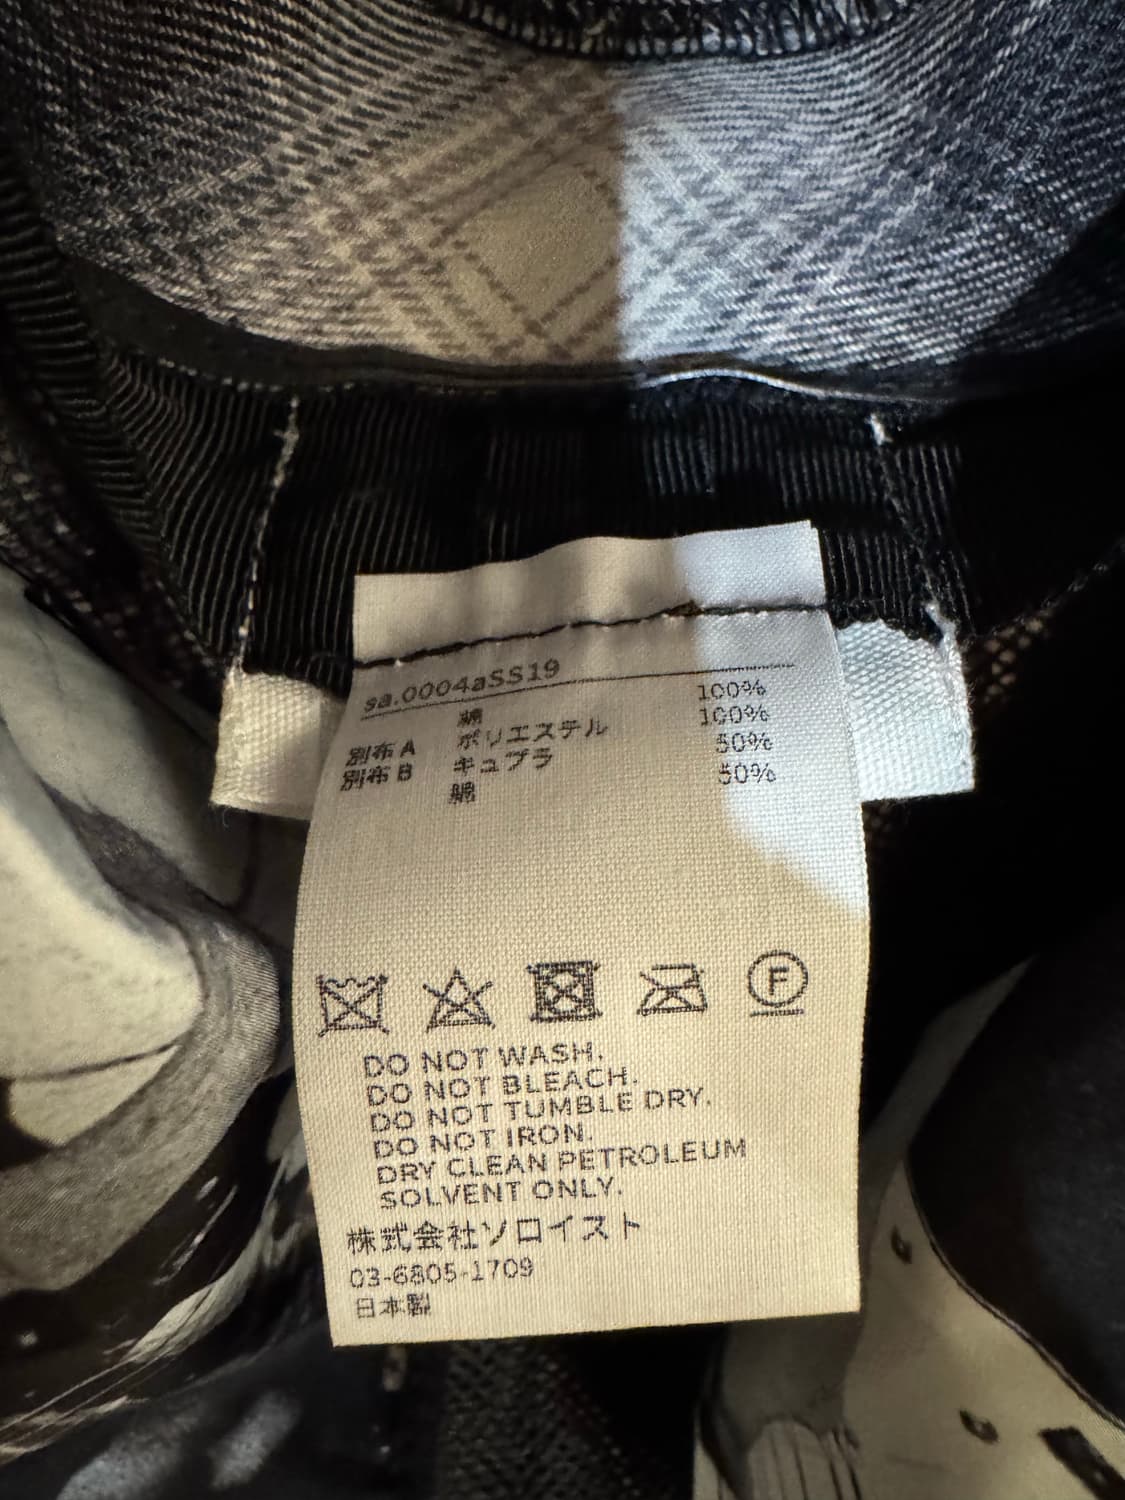 sa.0004aSS19
綿 100%
別布A ポリエステル 100%
別布B キュプラ 50%
綿 50%
F
DO NOT WASH.
DO NOT BLEACH.
DO NOT TUMBLE DRY.
DO NOT IRON.
DRY CLEAN PETROLEUM
SOLVENT ONLY.
株式会社ソロイスト
03-6805-1709
日本製